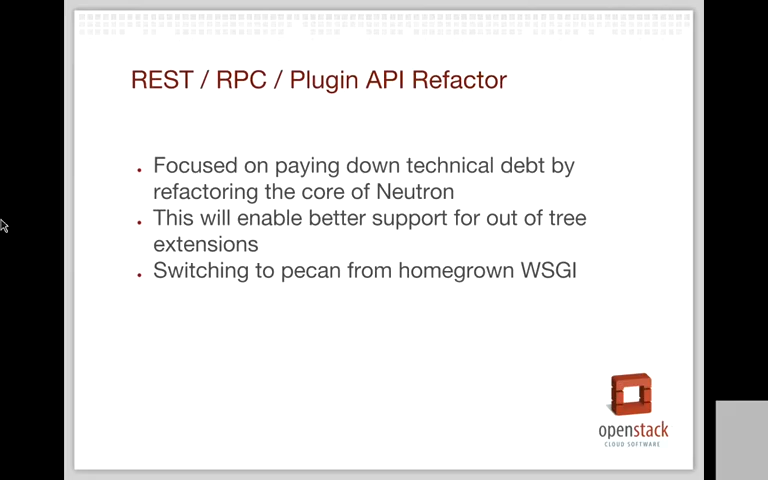 REST / RPC / Plugin API Refactor
. Focused on paying down technical debt by
refactoring the core of Neutron
. This will enable better support for out of tree
extensions
. Switching to pecan from homegrown WSGI
openstack
CLOUD SOFTWARE